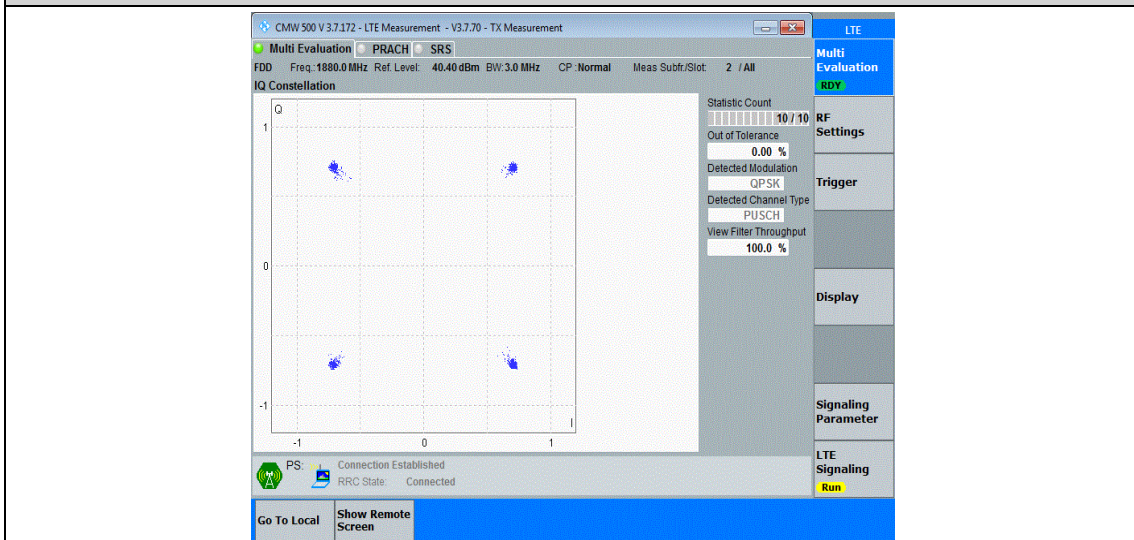 CMW 500 V 3.7.172 - LTE Measurement - V3.7.70 - TX Measurement
LTE
Multi Evaluation PRACH SRS
Multi
Evaluation
RDY
FDD Freq.:1880.0 MHz Ref. Level: 40.40 dBm BW:3.0 MHz CP :Normal Meas Subfr./Slot: 2 / All
IQ Constellation
Q
1
0
-1
-1 0 1
I
Statistic Count
10 / 10
Out of Tolerance
0.00 %
Detected Modulation
QPSK
Detected Channel Type
PUSCH
View Filter Throughput
100.0 %
RF
Settings
Trigger
Display
Signaling
Parameter
LTE
Signaling
Run
PS: Connection Established
RRC State: Connected
Go To Local
Show Remote
Screen